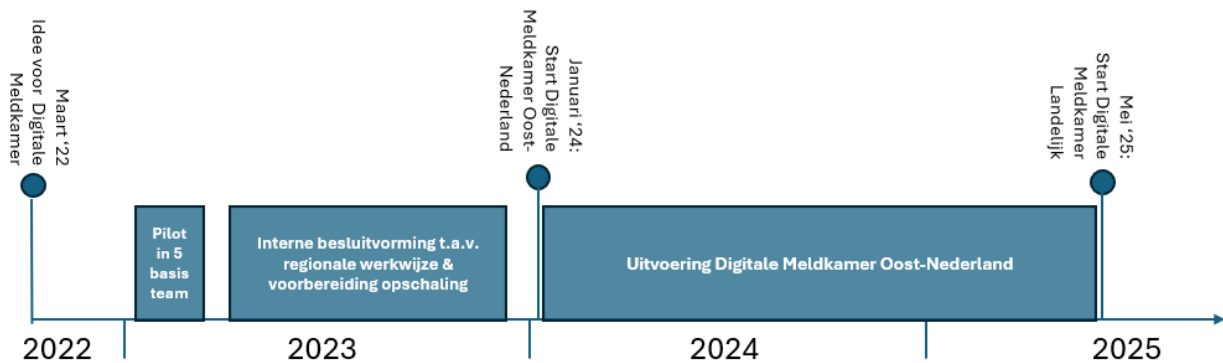 Maart ‘22
Idee voor Digitale
Meldkamer
Januari ‘24:
Start Digitale
Meldkamer Oost-
Nederland
Mei ‘25:
Start Digitale
Meldkamer
Landelijk
Pilot
in 5
basis
team
Interne besluitvorming t.a.v.
regionale werkwijze &
voorbereiding opschaling
Uitvoering Digitale Meldkamer Oost-Nederland
2022
2023
2024
2025